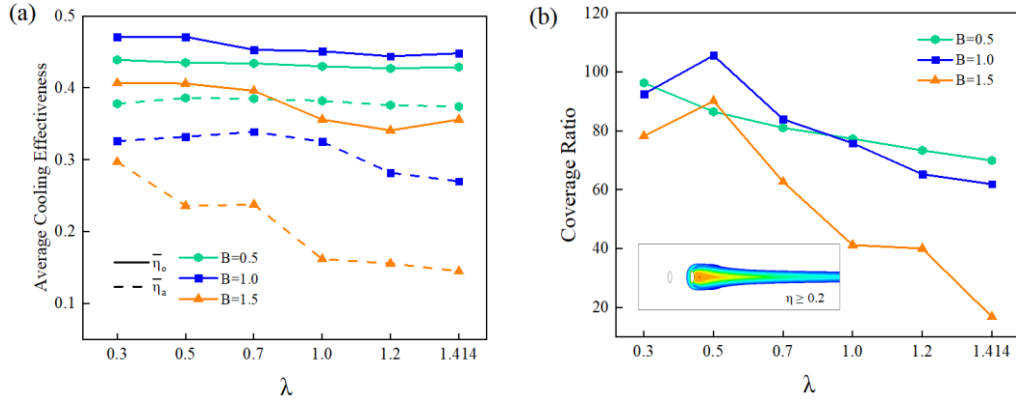 (a)
0.5
0.4
0.3
0.2
0.1
Average Cooling Effectiveness
η̅ₒ
η̅ₐ
B=0.5
B=1.0
B=1.5
0.3 0.5 0.7 1.0 1.2 1.414
λ
(b)
120
100
80
60
40
20
Coverage Ratio
B=0.5
B=1.0
B=1.5
η ≥ 0.2
0.3 0.5 0.7 1.0 1.2 1.414
λ